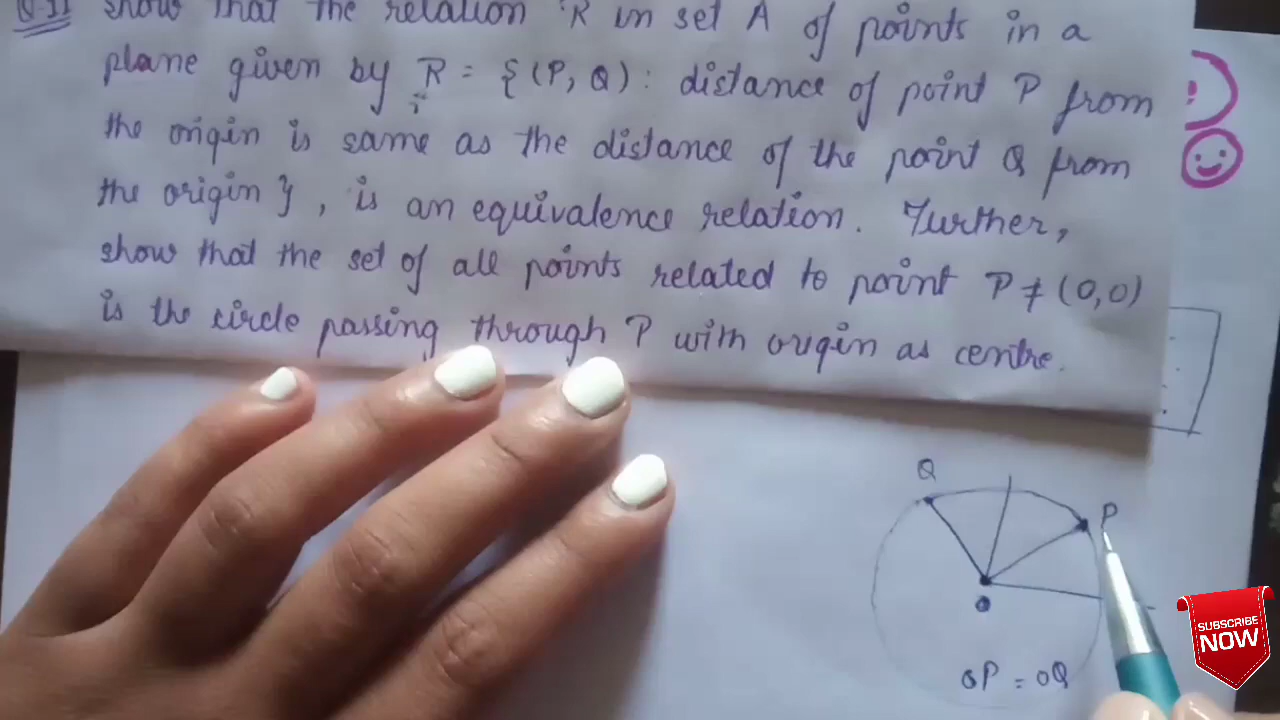 show that the relation R in set A of points in a
plane given by R = {(P, Q): distance of point P from
the origin is same as the distance of the point Q from
the origin}, is an equivalence relation. Further,
show that the set of all points related to point P ≠ (0,0)
is the circle passing through P with origin as centre.
Q
P
O
OP = OQ
SUBSCRIBE
NOW